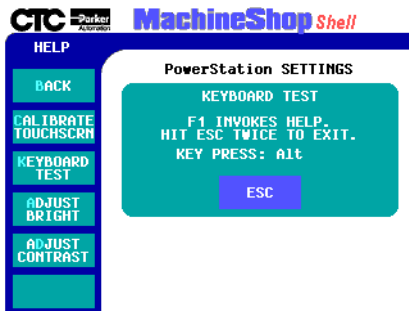 CTC Parker Automation MachineShop Shell
HELP
PowerStation SETTINGS
BACK
CALIBRATE
TOUCHSCRN
KEYBOARD
TEST
ADJUST
BRIGHT
ADJUST
CONTRAST
KEYBOARD TEST
F1 INVOKES HELP.
HIT ESC TWICE TO EXIT.
KEY PRESS: Alt
ESC